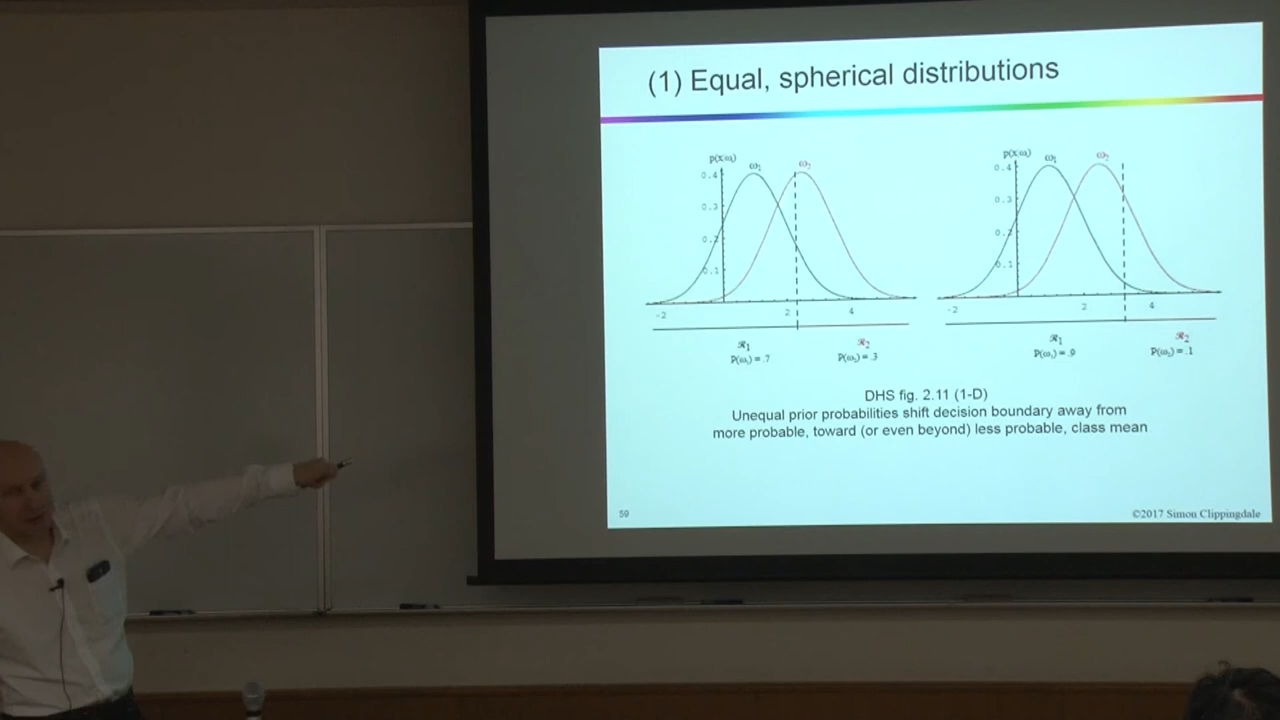 (1) Equal, spherical distributions
p(x|ω) ω₁ ω₂
0.4
0.3
0.2
0.1
-2 2 4
ℛ₁ ℛ₂
P(ω₁) = .7 P(ω₂) = .3
p(x|ω) ω₁ ω₂
0.4
0.3
0.2
0.1
-2 2 4
ℛ₁ ℛ₂
P(ω₁) = .9 P(ω₂) = .1
DHS fig. 2.11 (1-D)
Unequal prior probabilities shift decision boundary away from
more probable, toward (or even beyond) less probable, class mean
59
©2017 Simon Clippingdale